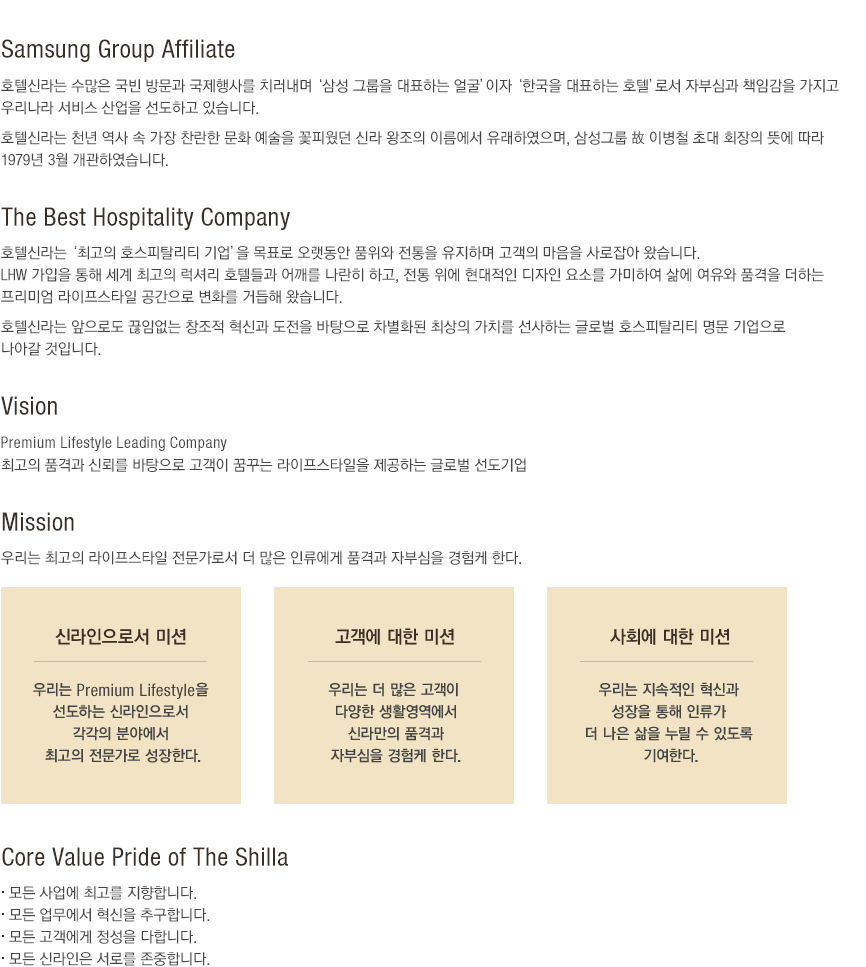 Samsung Group Affiliate
호텔신라는 수많은 국빈 방문과 국제행사를 치러내며 ‘삼성 그룹을 대표하는 얼굴’이자 ‘한국을 대표하는 호텔’로서 자부심과 책임감을 가지고
우리나라 서비스 산업을 선도하고 있습니다.
호텔신라는 천년 역사 속 가장 찬란한 문화 예술을 꽃피웠던 신라 왕조의 이름에서 유래하였으며, 삼성그룹 故 이병철 초대 회장의 뜻에 따라
1979년 3월 개관하였습니다.
The Best Hospitality Company
호텔신라는 ‘최고의 호스피탈리티 기업’을 목표로 오랫동안 품위와 전통을 유지하며 고객의 마음을 사로잡아 왔습니다.
LHW 가입을 통해 세계 최고의 럭셔리 호텔들과 어깨를 나란히 하고, 전통 위에 현대적인 디자인 요소를 가미하여 삶에 여유와 품격을 더하는
프리미엄 라이프스타일 공간으로 변화를 거듭해 왔습니다.
호텔신라는 앞으로도 끊임없는 창조적 혁신과 도전을 바탕으로 차별화된 최상의 가치를 선사하는 글로벌 호스피탈리티 명문 기업으로
나아갈 것입니다.
Vision
Premium Lifestyle Leading Company
최고의 품격과 신뢰를 바탕으로 고객이 꿈꾸는 라이프스타일을 제공하는 글로벌 선도기업
Mission
우리는 최고의 라이프스타일 전문가로서 더 많은 인류에게 품격과 자부심을 경험케 한다.
신라인으로서 미션
우리는 Premium Lifestyle을
선도하는 신라인으로서
각각의 분야에서
최고의 전문가로 성장한다.
고객에 대한 미션
우리는 더 많은 고객이
다양한 생활영역에서
신라만의 품격과
자부심을 경험케 한다.
사회에 대한 미션
우리는 지속적인 혁신과
성장을 통해 인류가
더 나은 삶을 누릴 수 있도록
기여한다.
Core Value Pride of The Shilla
· 모든 사업에 최고를 지향합니다.
· 모든 업무에서 혁신을 추구합니다.
· 모든 고객에게 정성을 다합니다.
· 모든 신라인은 서로를 존중합니다.